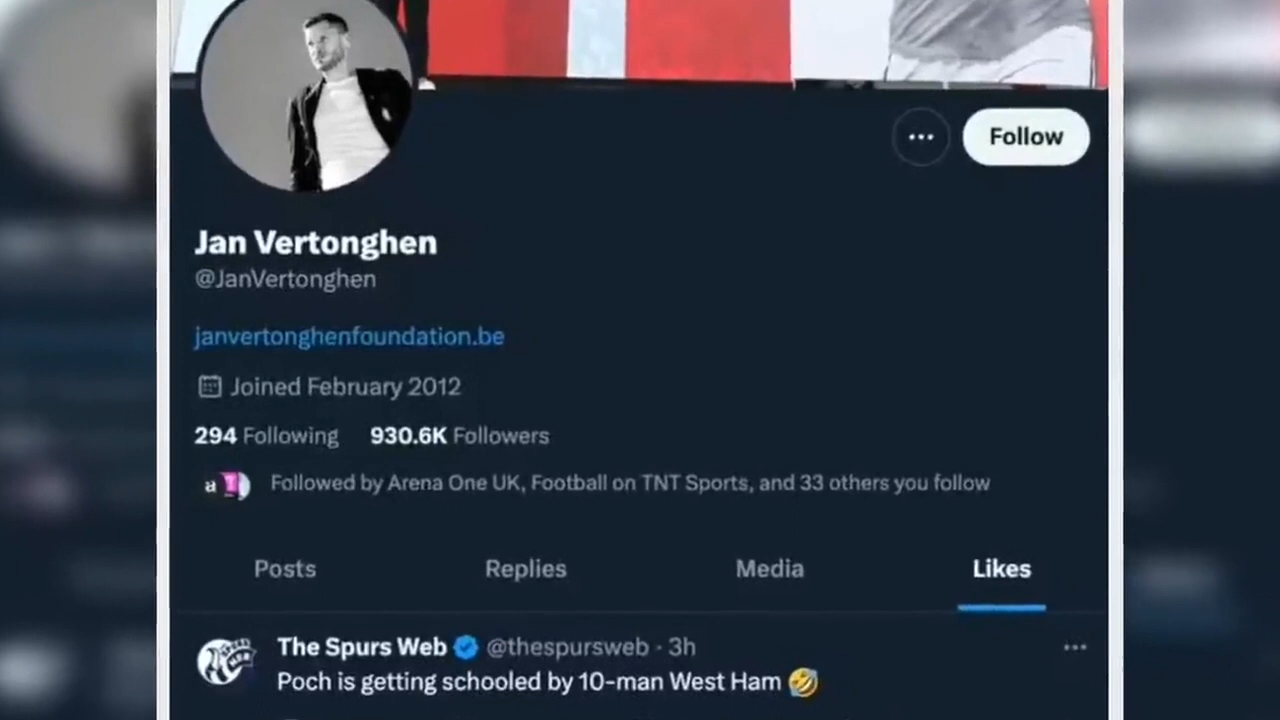 Follow
Jan Vertonghen
@JanVertonghen
janvertonghenfoundation.be
Joined February 2012
294 Following 930.6K Followers
Followed by Arena One UK, Football on TNT Sports, and 33 others you follow
Posts Replies Media Likes
The Spurs Web @thespursweb · 3h
Poch is getting schooled by 10-man West Ham 🤣